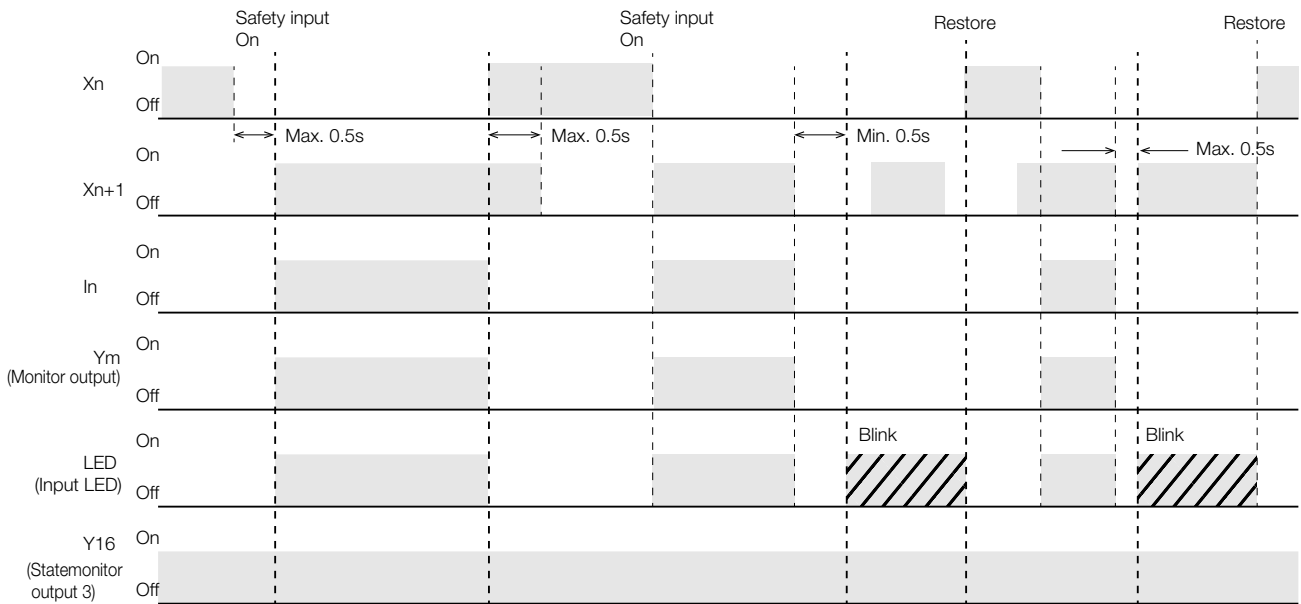 Safety input
On
Safety input
On
Restore
Restore
On
Xn
Off
Max. 0.5s
Max. 0.5s
Min. 0.5s
Max. 0.5s
On
Xn+1
Off
On
In
Off
On
Ym
(Monitor output)
Off
On
Blink
Blink
LED
(Input LED)
Off
Y16
On
(Statemonitor
output 3)
Off